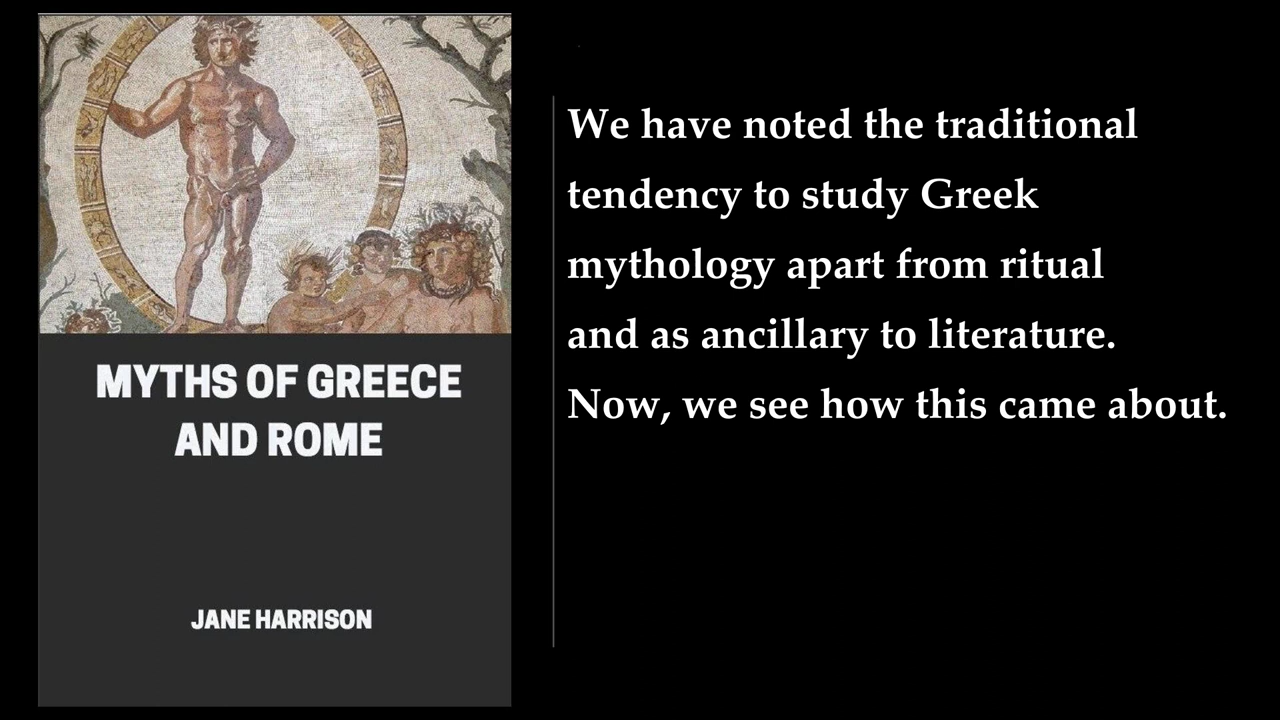 MYTHS OF GREECE
AND ROME
JANE HARRISON
We have noted the traditional
tendency to study Greek
mythology apart from ritual
and as ancillary to literature.
Now, we see how this came about.